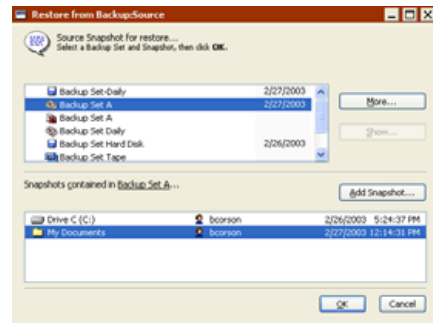 Restore from Backup:Source
Source Snapshot for restore...
Select a Backup Set and Snapshot, then click OK.
Backup Set-Daily 2/27/2003
Backup Set A 2/27/2003
Backup Set A
Backup Set Daily
Backup Set Hard Disk 2/26/2003
Backup Set Tape
More...
Show...
Snapshots contained in Backup Set A...
Add Snapshot...
Drive C (C:) bcorson 2/26/2003 5:24:37 PM
My Documents bcorson 2/27/2003 12:14:31 PM
OK Cancel